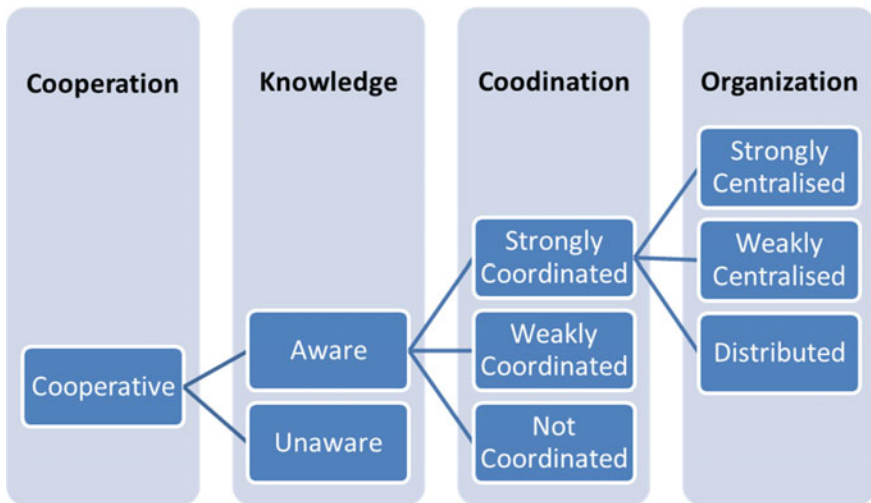 Cooperation
Knowledge
Coodination
Organization
Cooperative
Aware
Unaware
Strongly
Coordinated
Weakly
Coordinated
Not
Coordinated
Strongly
Centralised
Weakly
Centralised
Distributed